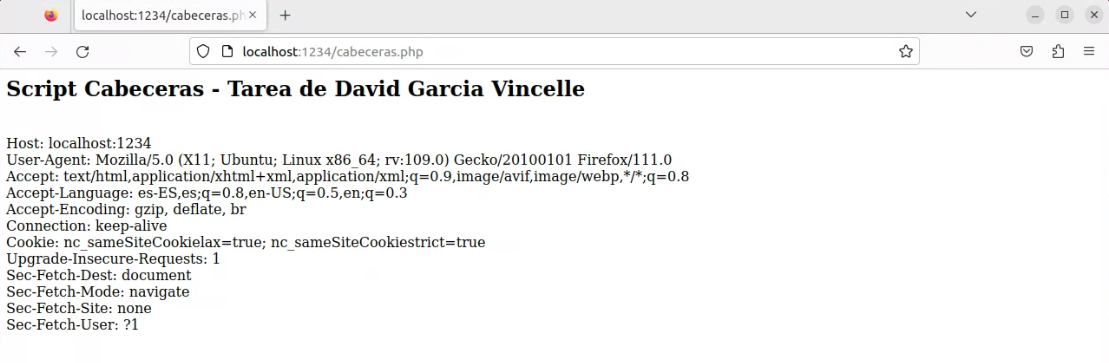 localhost:1234/cabeceras.ph
localhost:1234/cabeceras.php
Script Cabeceras - Tarea de David Garcia Vincelle
Host: localhost:1234
User-Agent: Mozilla/5.0 (X11; Ubuntu; Linux x86_64; rv:109.0) Gecko/20100101 Firefox/111.0
Accept: text/html,application/xhtml+xml,application/xml;q=0.9,image/avif,image/webp,*/*;q=0.8
Accept-Language: es-ES,es;q=0.8,en-US;q=0.5,en;q=0.3
Accept-Encoding: gzip, deflate, br
Connection: keep-alive
Cookie: nc_sameSiteCookielax=true; nc_sameSiteCookiestrict=true
Upgrade-Insecure-Requests: 1
Sec-Fetch-Dest: document
Sec-Fetch-Mode: navigate
Sec-Fetch-Site: none
Sec-Fetch-User: ?1